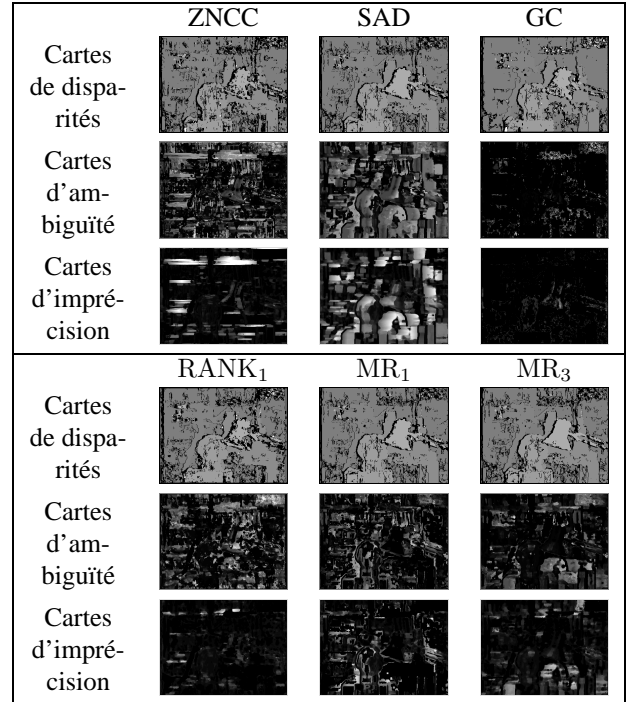 ZNCC SAD GC
Cartes
de dispa-
rités
Cartes
d'am-
biguïté
Cartes
d'impré-
cision
RANK₁ MR₁ MR₃
Cartes
de dispa-
rités
Cartes
d'am-
biguïté
Cartes
d'impré-
cision